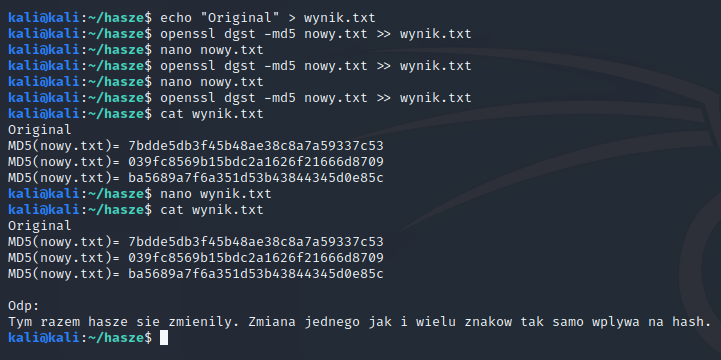 kali@kali:~/hasze$ echo "Original" > wynik.txt
kali@kali:~/hasze$ openssl dgst -md5 nowy.txt >> wynik.txt
kali@kali:~/hasze$ nano nowy.txt
kali@kali:~/hasze$ openssl dgst -md5 nowy.txt >> wynik.txt
kali@kali:~/hasze$ nano nowy.txt
kali@kali:~/hasze$ openssl dgst -md5 nowy.txt >> wynik.txt
kali@kali:~/hasze$ cat wynik.txt
Original
MD5(nowy.txt)= 7bdde5db3f45b48ae38c8a7a59337c53
MD5(nowy.txt)= 039fc8569b15bdc2a1626f21666d8709
MD5(nowy.txt)= ba5689a7f6a351d53b43844345d0e85c
kali@kali:~/hasze$ nano wynik.txt
kali@kali:~/hasze$ cat wynik.txt
Original
MD5(nowy.txt)= 7bdde5db3f45b48ae38c8a7a59337c53
MD5(nowy.txt)= 039fc8569b15bdc2a1626f21666d8709
MD5(nowy.txt)= ba5689a7f6a351d53b43844345d0e85c
Odp:
Tym razem hasze sie zmienily. Zmiana jednego jak i wielu znakow tak samo wplywa na hash.
kali@kali:~/hasze$